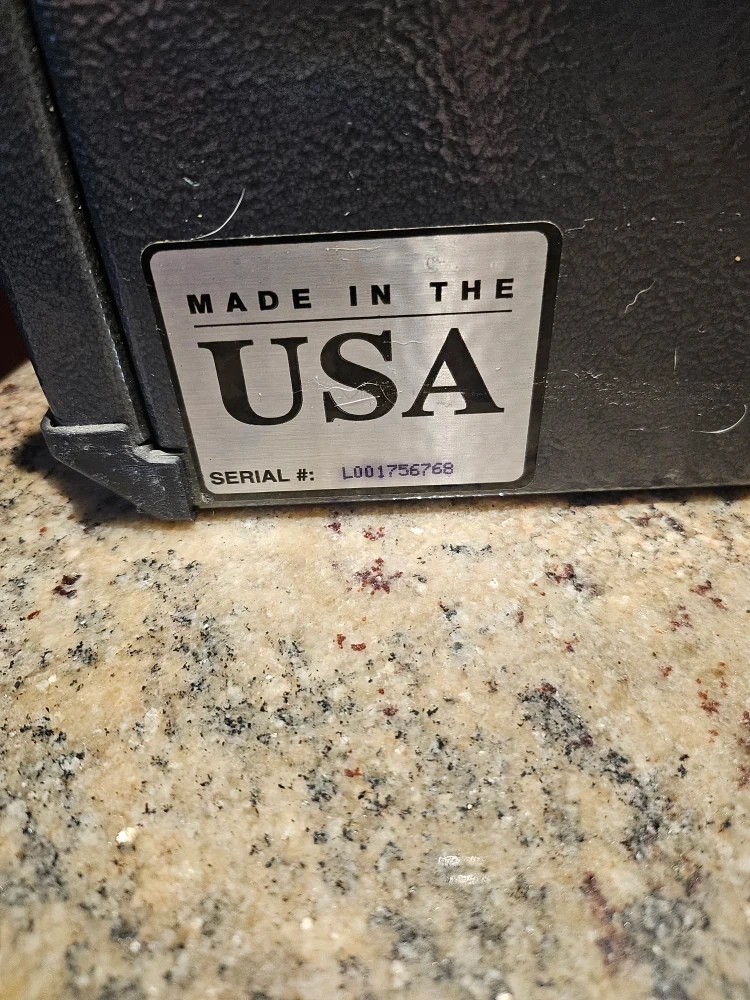 MADE IN THE
USA
SERIAL #: L001756768